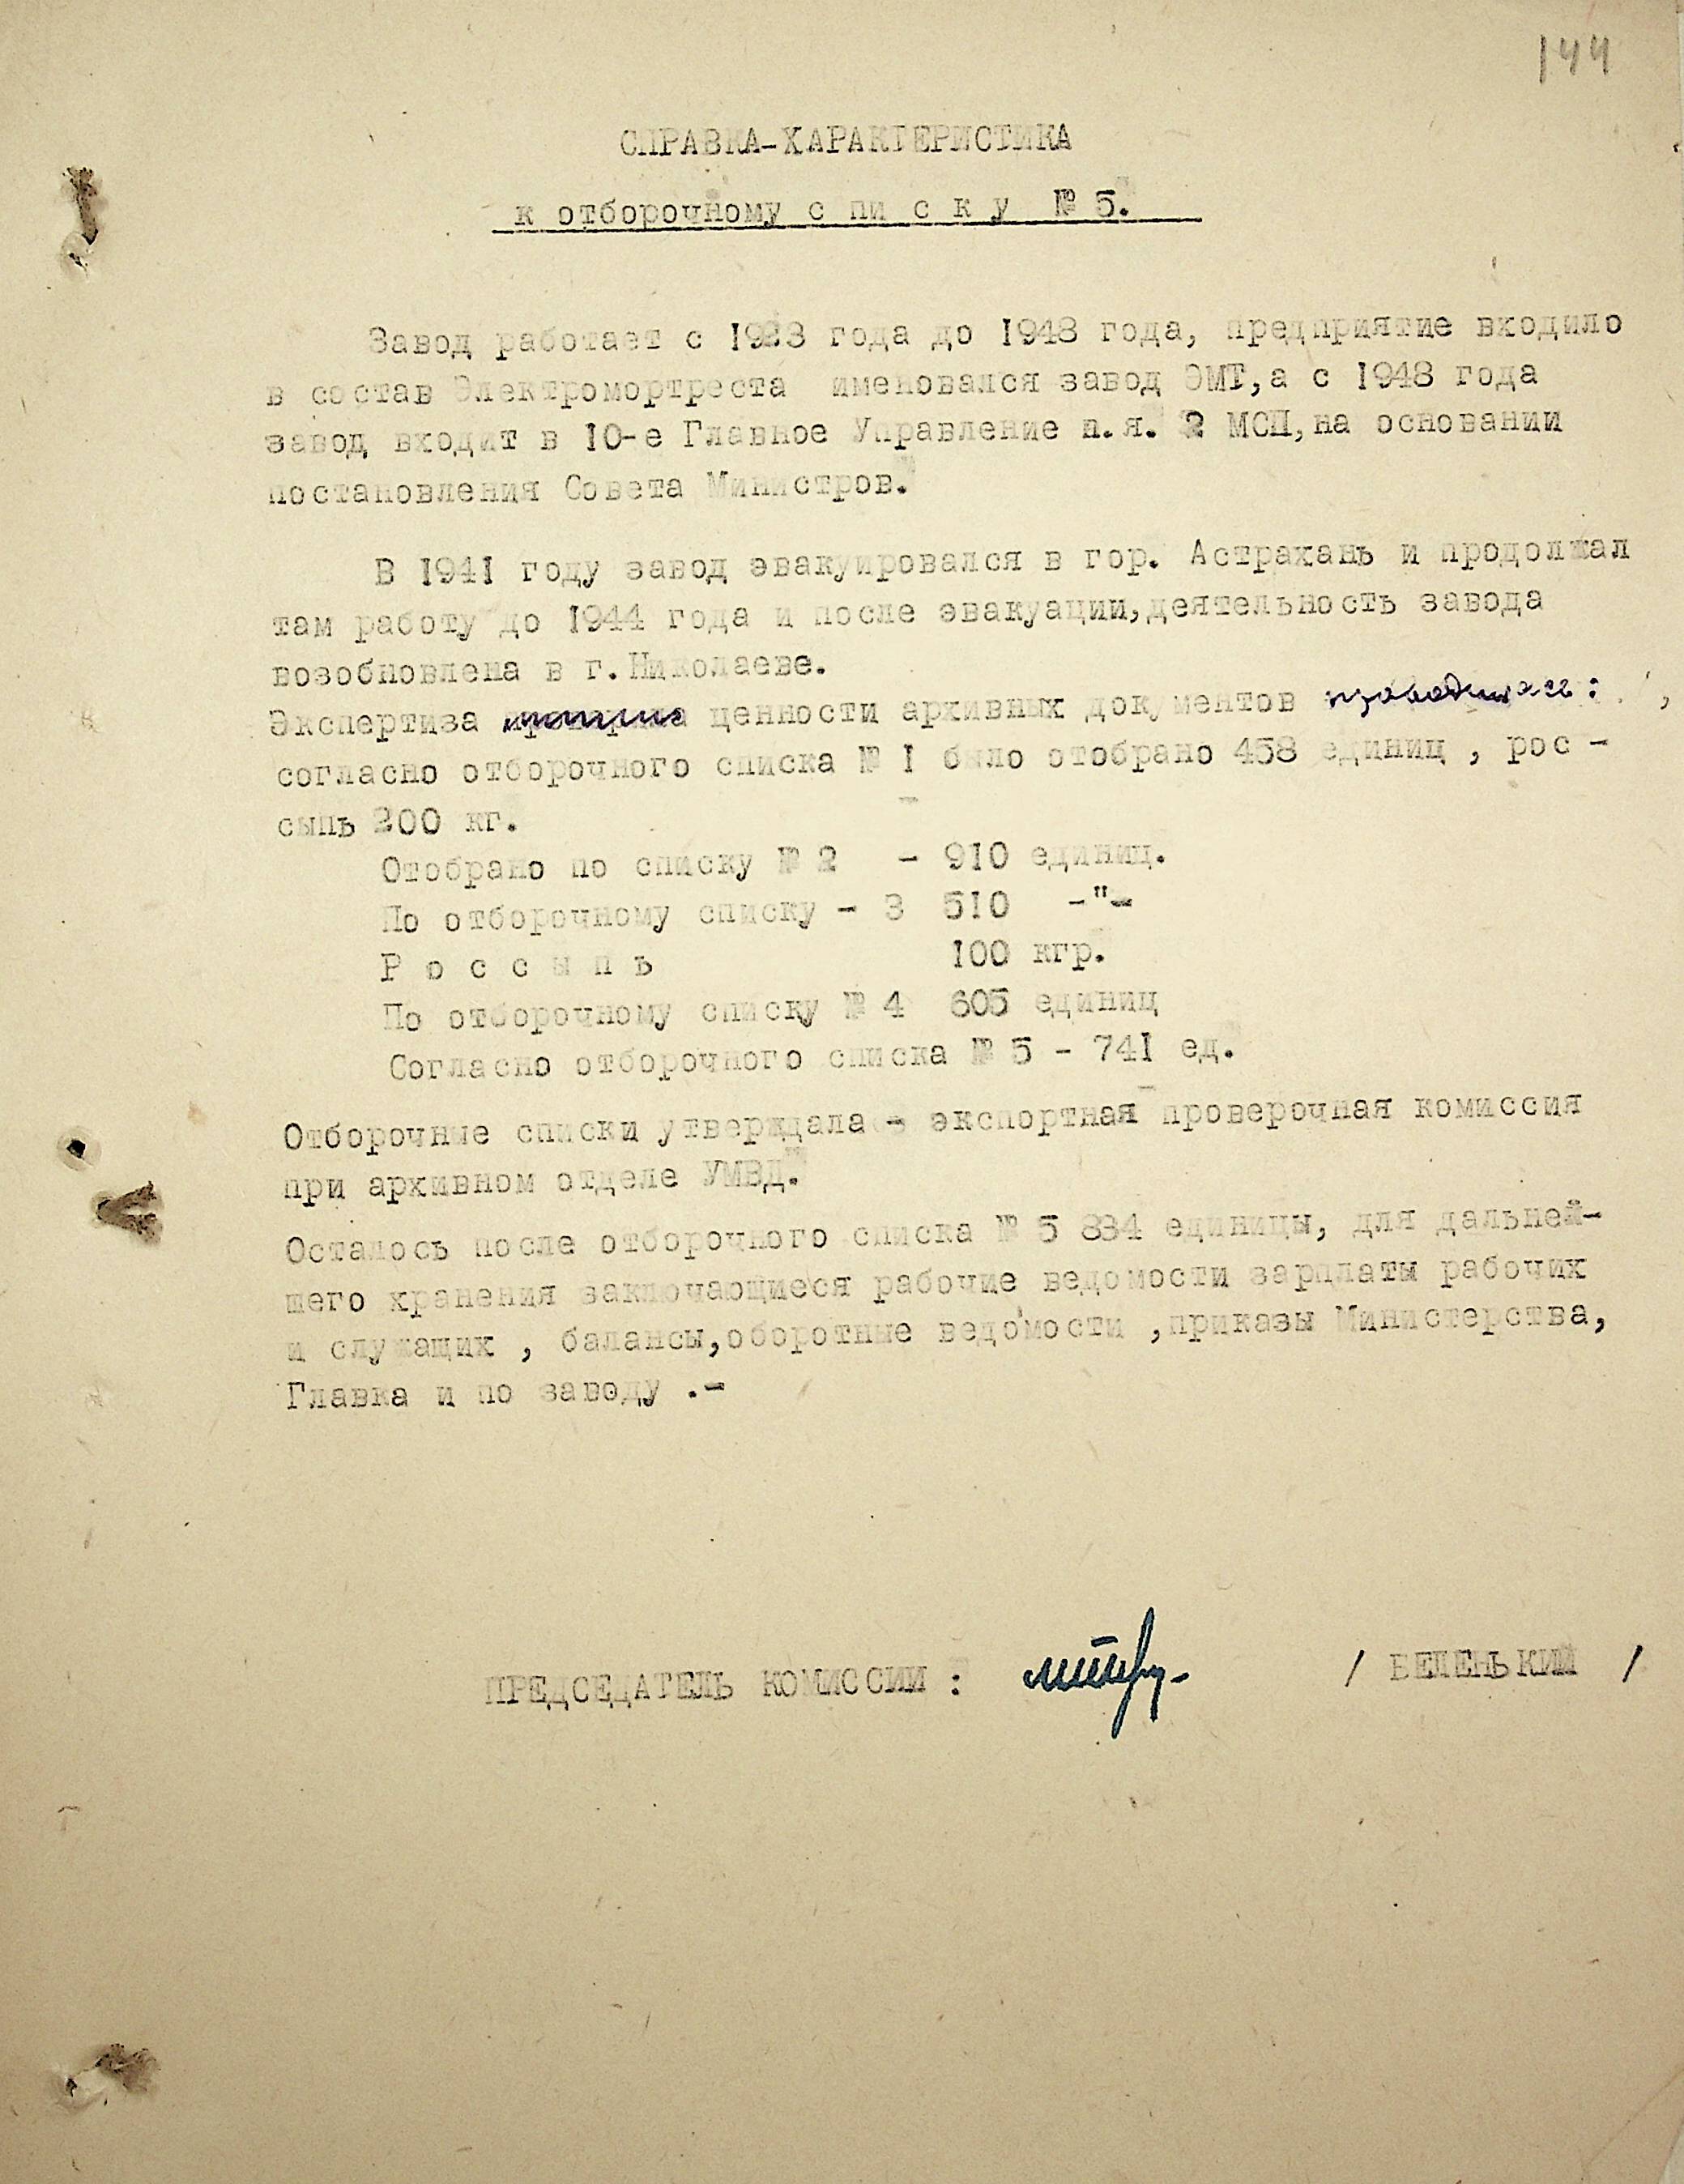 144
СПРАВКА-ХАРАКТЕРИСТИКА
к отборочному с пи с к у № 5.
Завод работает с 1923 года до 1948 года, предприятие входило
в состав Электромортреста именовался завод ЭМТ,а с 1948 года
завод входит в 10-е Главное Управление п.я. 2 МСП,на основании
постановления Совета Министров.
В 1941 году завод эвакуировался в гор. Астрахань и продолжал
там работу до 1944 года и после эвакуации,деятельность завода
возобновлена в г.Николаеве.
Экспертиза ценности архивных документов проводилась: ,
согласно отборочного списка № I было отобрано 458 единиц , рос -
сыпь 200 кг.
Отобрано по списку № 2 - 910 единиц.
По отборочному списку - 3 510 -"-
Р о с с ы п ь 100 кгр.
По отборочному списку № 4 605 единиц
Согласно отборочного списка № 5 - 741 ед.
Отборочные списки утверждала - экспортная проверочная комиссия
при архивном отделе УМВД.
Осталось после отборочного списка № 5 834 единицы, для дальней-
шего хранения заключающиеся рабочие ведомости зарплаты рабочих
и служащих , балансы,оборотные ведомости ,приказы Министерства,
Главка и по заводу .-
ПРЕДСЕДАТЕЛЬ КОМИССИИ : / БЕЛЕНЬКИЙ /